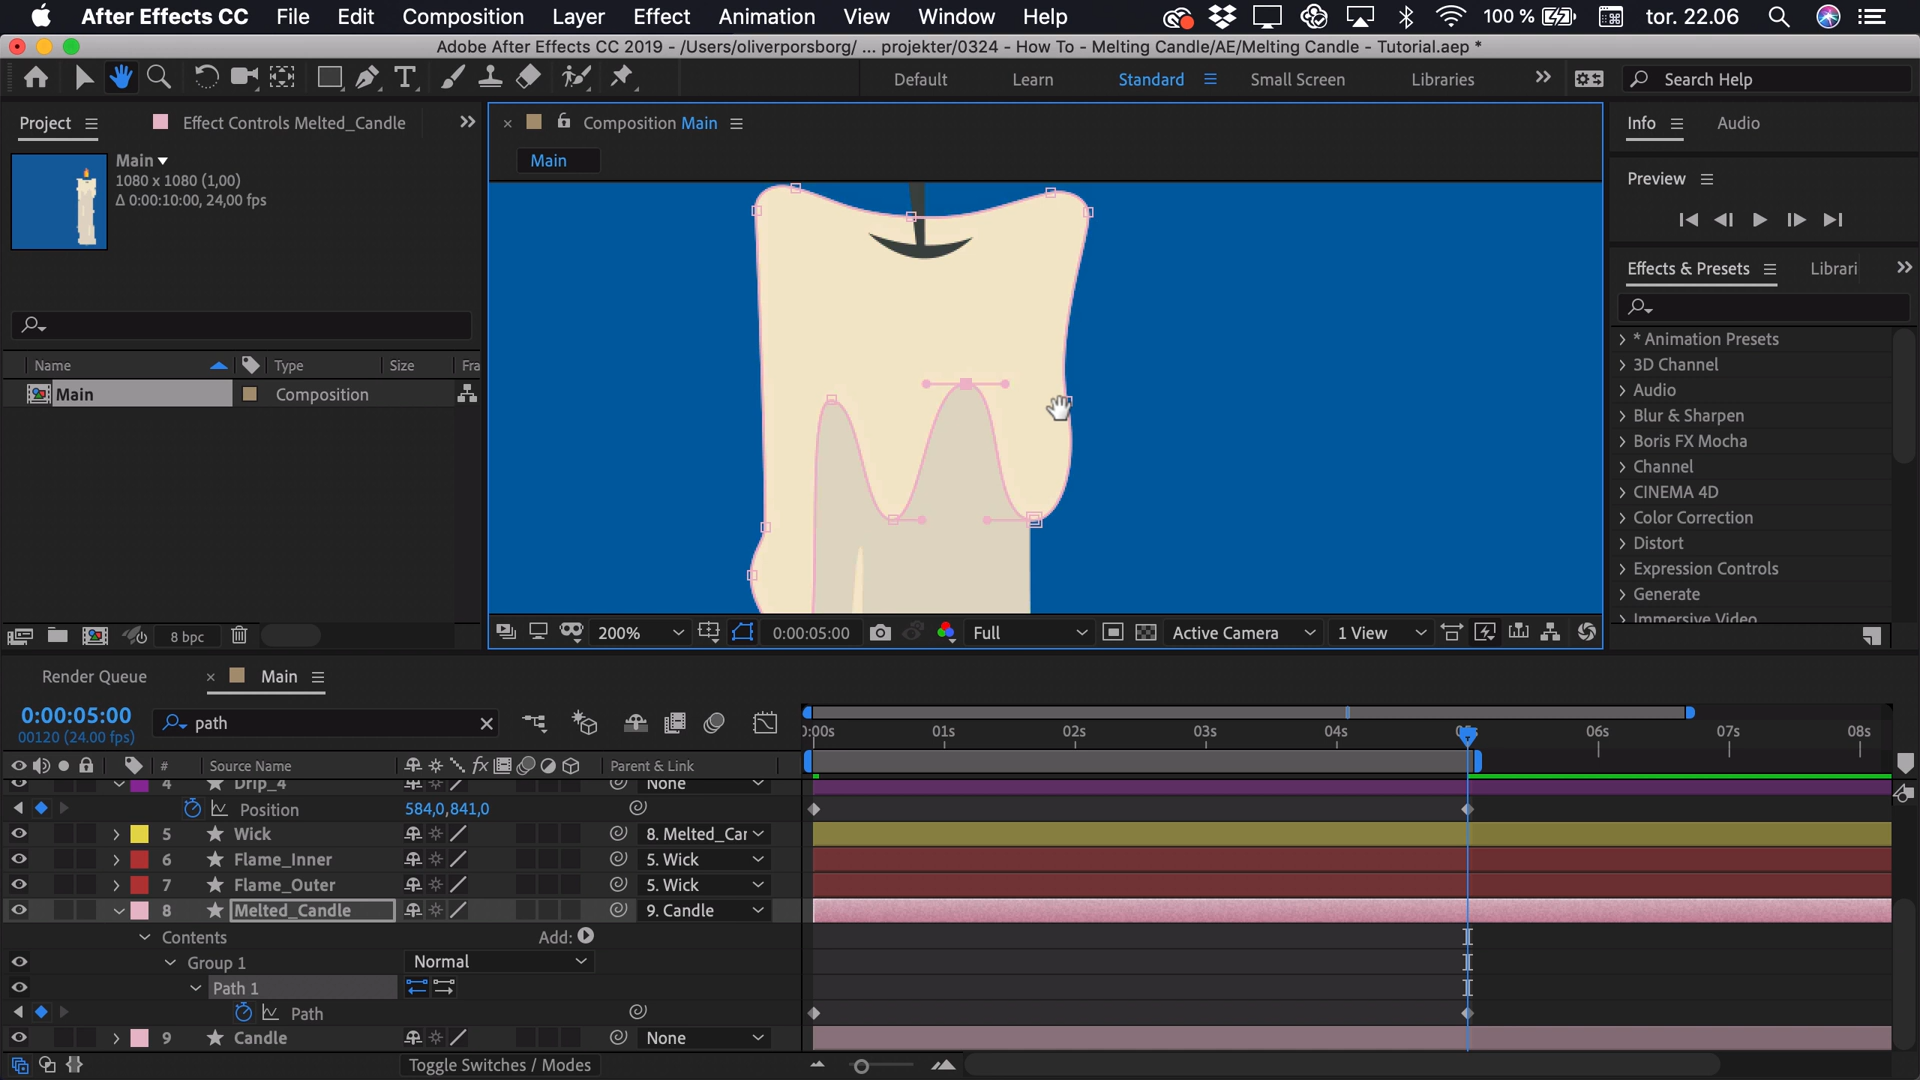 After Effects CC File Edit Composition Layer Effect Animation View Window Help 100 % tor. 22.06
Adobe After Effects CC 2019 - /Users/oliverporsborg/ ... projekter/0324 - How To - Melting Candle/AE/Melting Candle - Tutorial.aep *
Default Learn Standard Small Screen Libraries Search Help
Project Effect Controls Melted_Candle
Composition Main
Info Audio
Main
1080 x 1080 (1,00)
Δ 0:00:10:00, 24,00 fps
Main
Preview
Effects & Presets Librari
Name Type Size Fra
Main Composition
* Animation Presets
3D Channel
Audio
Blur & Sharpen
Boris FX Mocha
Channel
CINEMA 4D
Color Correction
Distort
Expression Controls
Generate
Immersive Video
8 bpc
200% 0:00:05:00 Full Active Camera 1 View
Render Queue Main
0:00:05:00
00120 (24.00 fps)
path
0:00s 01s 02s 03s 04s 06s 07s 08s
# Source Name fx Parent & Link
4 Drip_4 None
Position 584,0,841,0
5 Wick 8. Melted_Car
6 Flame_Inner 5. Wick
7 Flame_Outer 5. Wick
8 Melted_Candle 9. Candle
Contents Add:
Group 1 Normal
Path 1
Path
9 Candle None
Toggle Switches / Modes